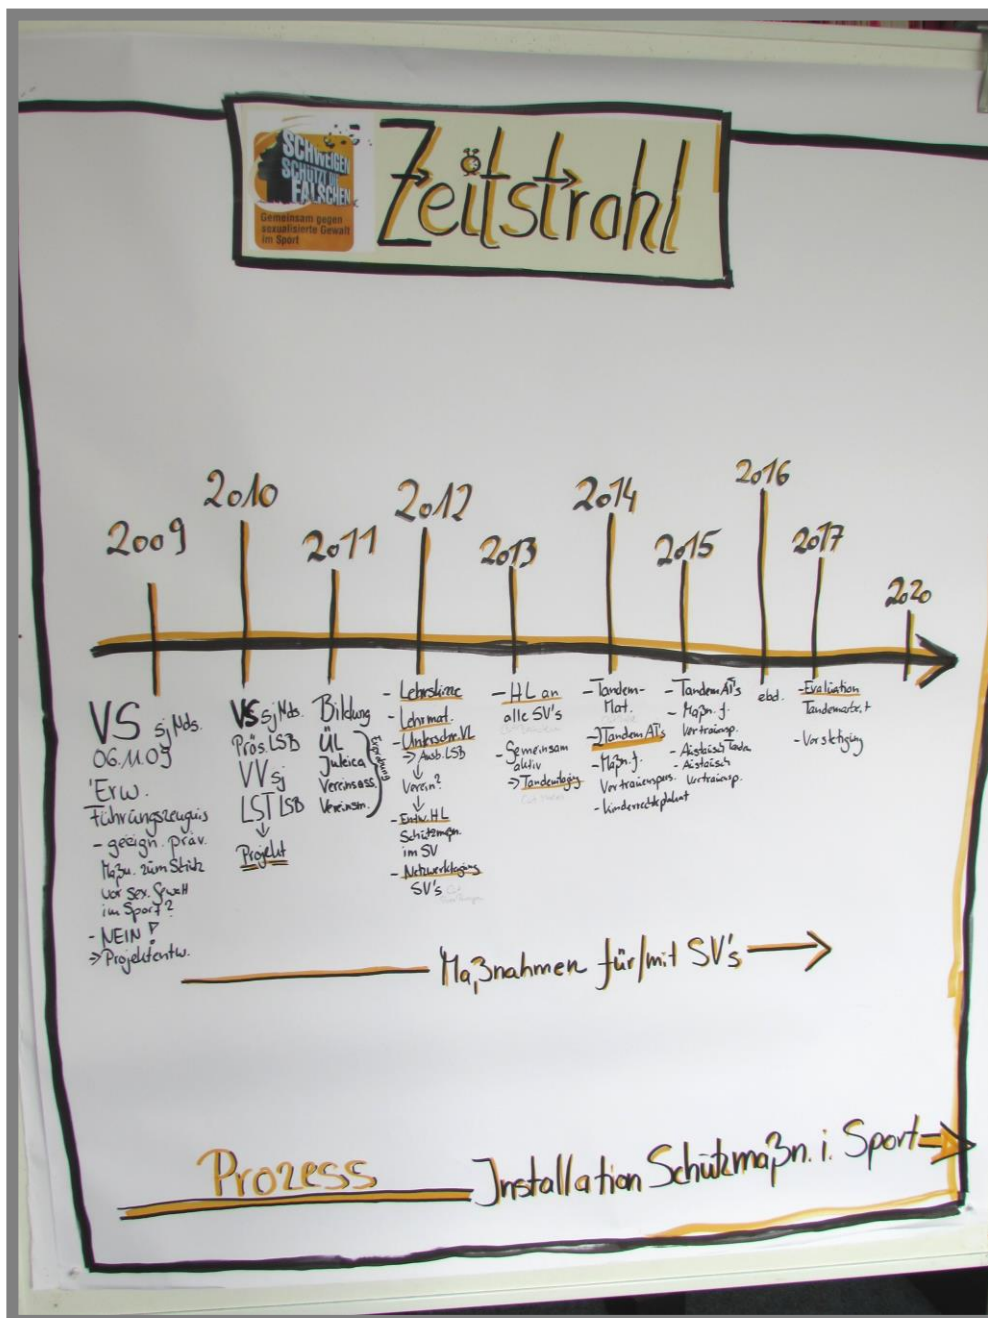 SCHWEIGEN
SCHÜTZT DIE
FALSCHEN
Gemeinsam gegen
sexualisierte Gewalt
im Sport
Zeitstrahl
2009
2010
2011
2012
2013
2014
2015
2016
2017
2020
VS sj Nds.
06.11.09
'Erw.
Führungszeugnis
- geeign. präv.
Maßn. zum Schutz
vor sex. Gewalt
im Sport?
- NEIN!
→ Projektentw.
VS sj Nds.
Präs. LSB
VV sj
LST LSB
↓
Projekt
Bildung
ÜL
Juleica
Vereinsass.
Vereinsm.
- Lehrskizze
- Lehrmat.
- Unterschr. VL
→ Ausb. LSB
↓
Verein?
↓
- Entw. HL
Schutzmaßn.
im SV
- Netzwerktagung
SV's
- HL an
alle SV's
- Gemeinsam
aktiv
→ Tandemtagung
- Tandem-
Mat.
- 2 Tandem AT's
- Maßn. f.
Vertrauenspers.
- Kinderrechteplakat
- Tandem AT's
- Maßn. f.
Vertrauensp.
- Austausch Tandem
- Austausch
Vertrauensp.
ebd.
- Evaluation
Tandemarbeit
Maßnahmen für/mit SV's →
Prozess
Installation Schutzmaßn. i. Sport →